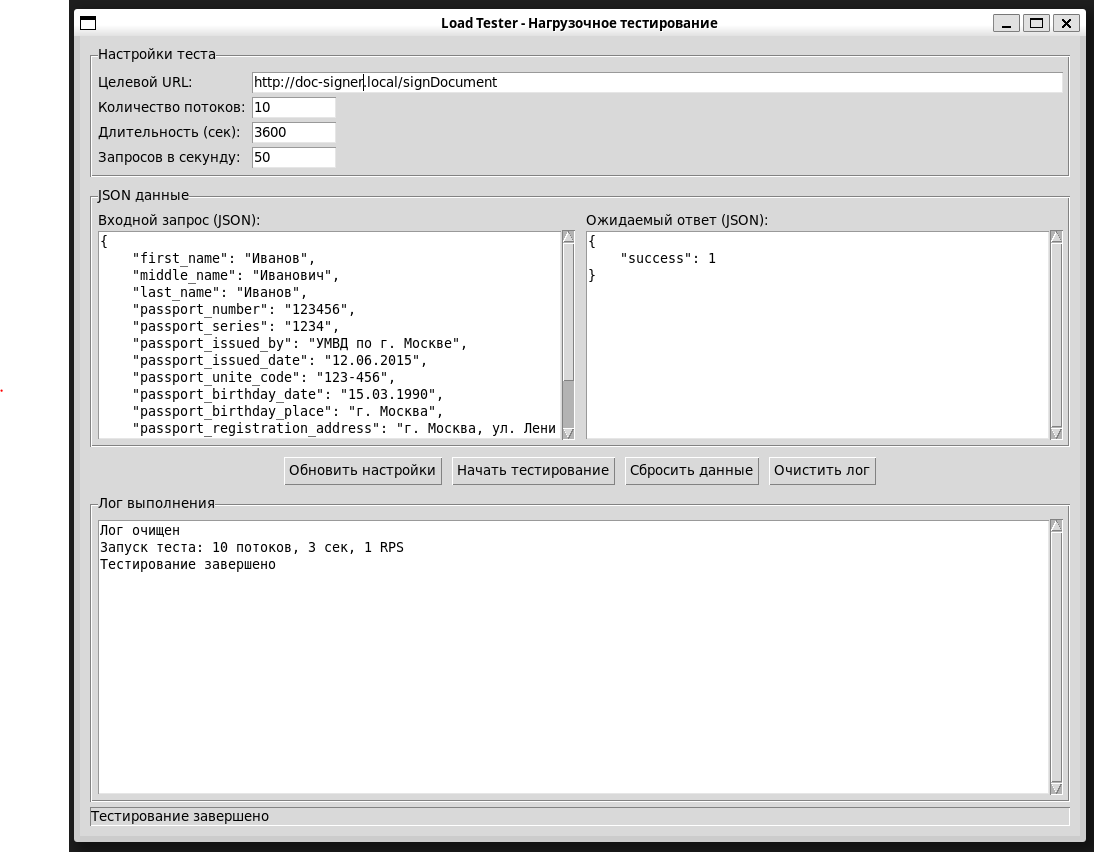 Load Tester - Нагрузочное тестирование
Настройки теста
Целевой URL: http://doc-signer.local/signDocument
Количество потоков: 10
Длительность (сек): 3600
Запросов в секунду: 50
JSON данные
Входной запрос (JSON):
{
"first_name": "Иванов",
"middle_name": "Иванович",
"last_name": "Иванов",
"passport_number": "123456",
"passport_series": "1234",
"passport_issued_by": "УМВД по г. Москве",
"passport_issued_date": "12.06.2015",
"passport_unite_code": "123-456",
"passport_birthday_date": "15.03.1990",
"passport_birthday_place": "г. Москва",
"passport_registration_address": "г. Москва, ул. Лени
Ожидаемый ответ (JSON):
{
"success": 1
}
Обновить настройки Начать тестирование Сбросить данные Очистить лог
Лог выполнения
Лог очищен
Запуск теста: 10 потоков, 3 сек, 1 RPS
Тестирование завершено
Тестирование завершено